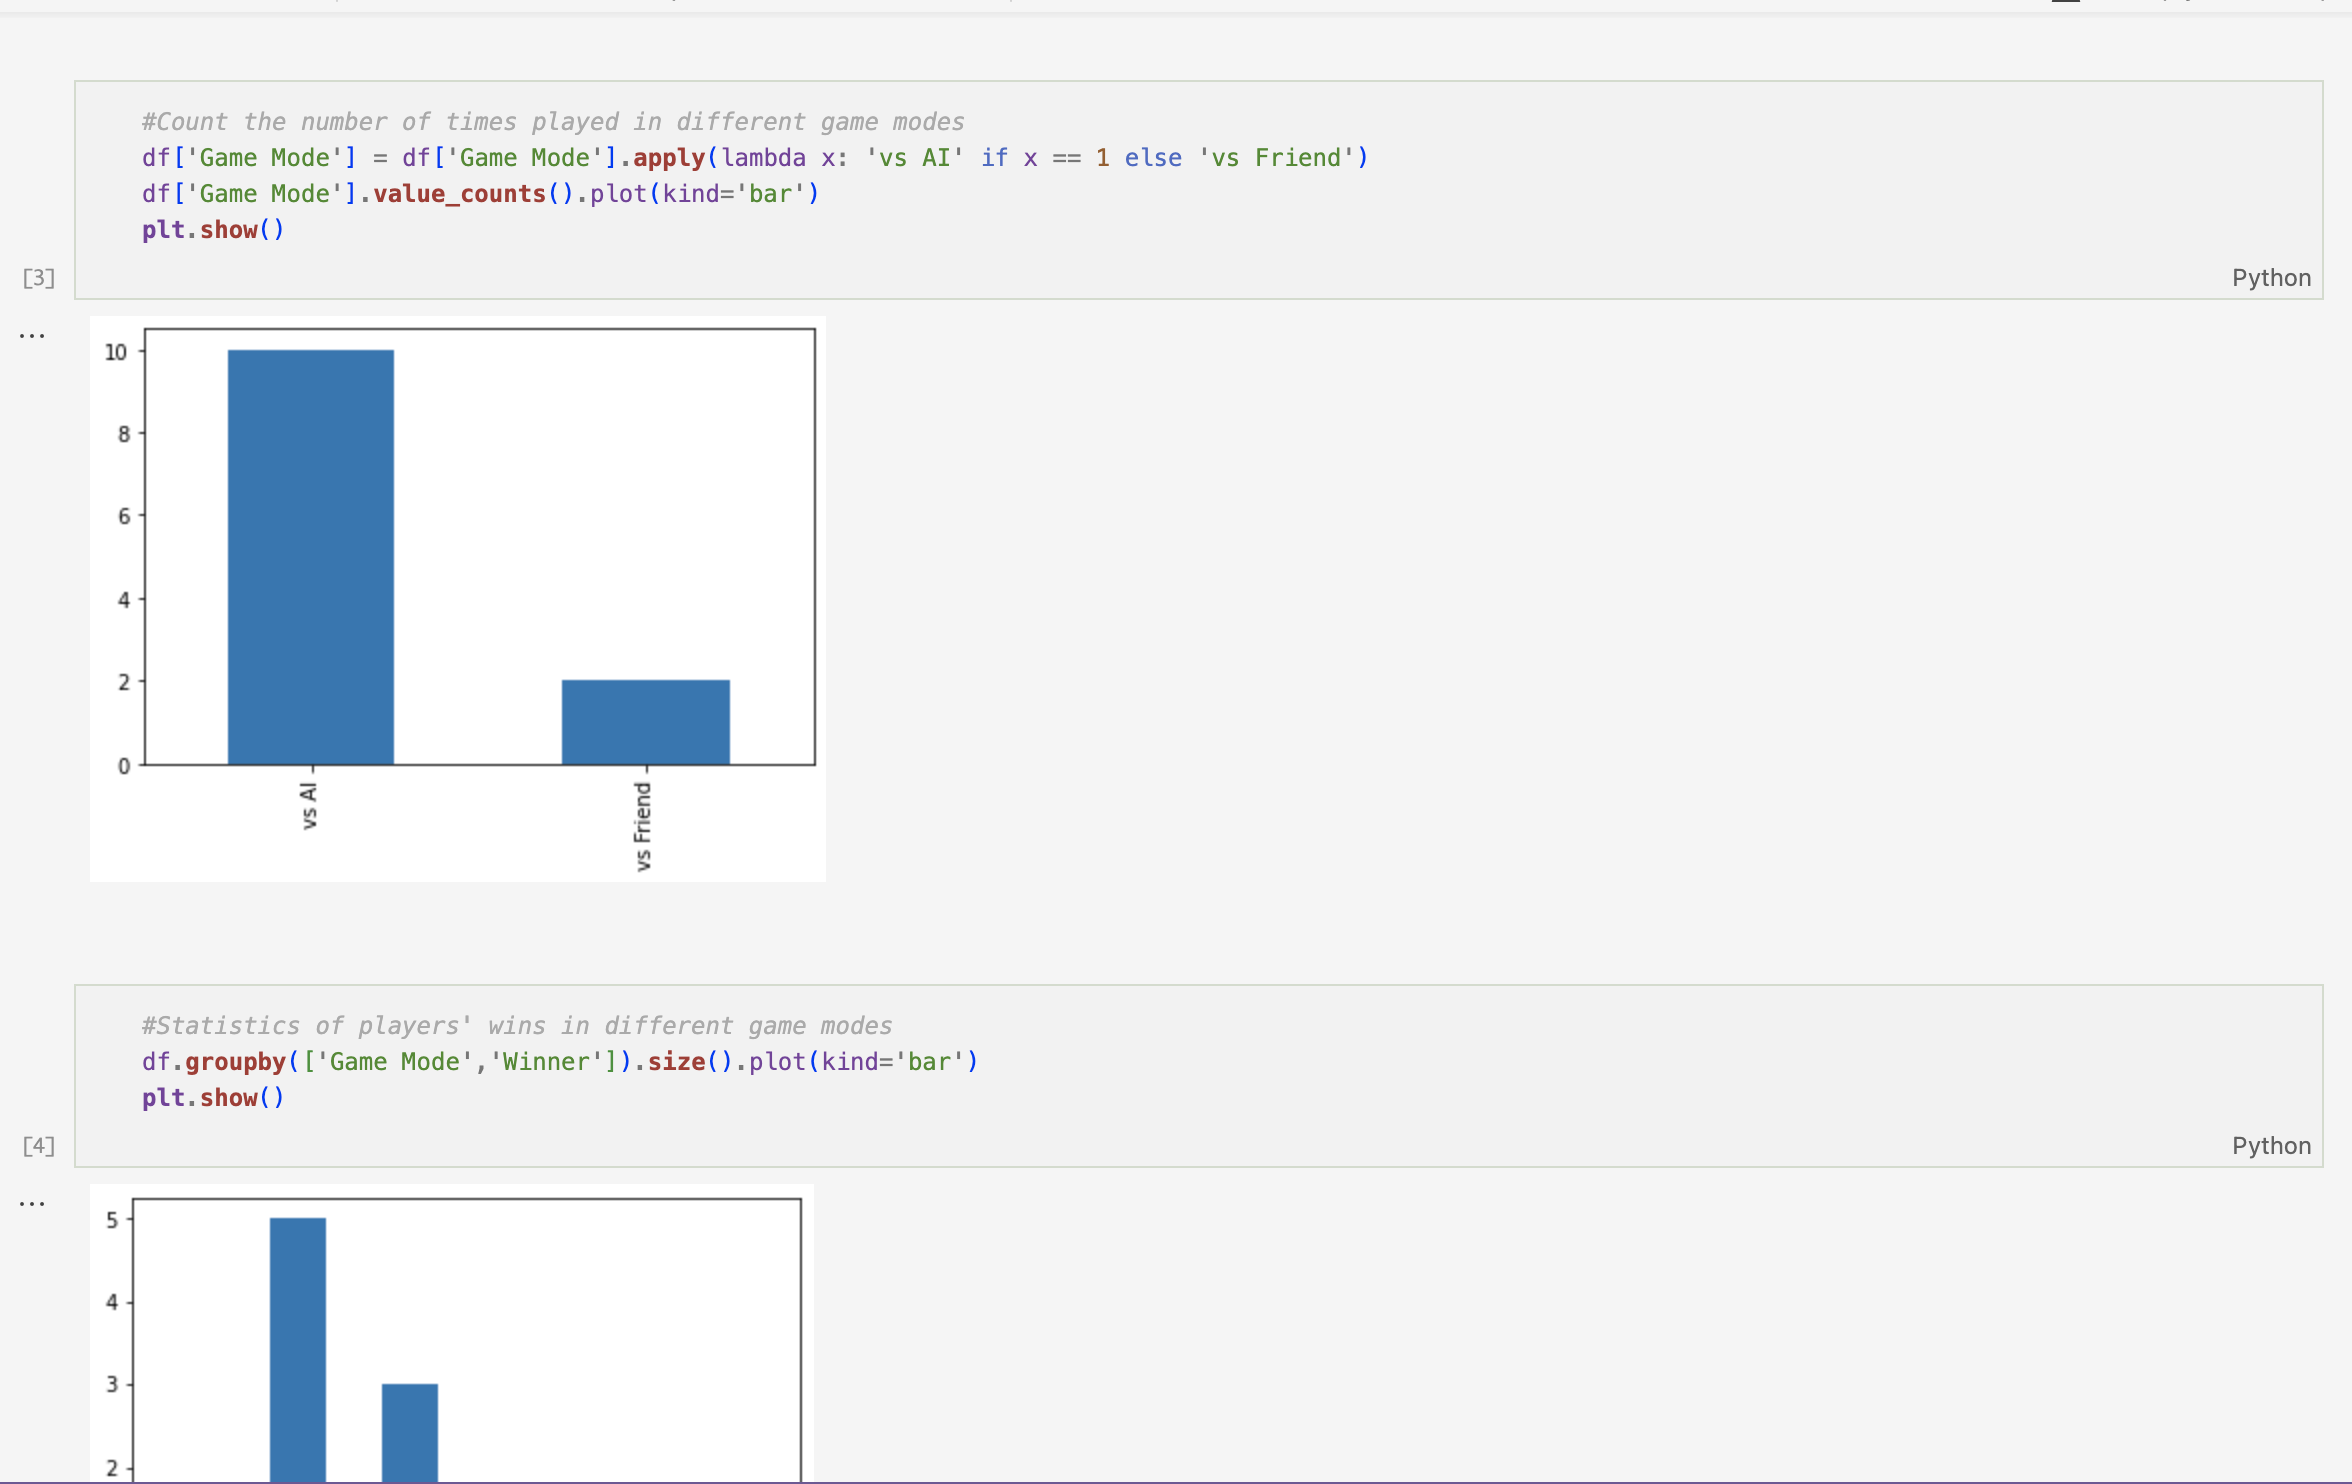 #Count the number of times played in different game modes
df['Game Mode'] = df['Game Mode'].apply(lambda x: 'vs AI' if x == 1 else 'vs Friend')
df['Game Mode'].value_counts().plot(kind='bar')
plt.show()
[3]
Python
...
10
8
6
4
2
0
vs AI
vs Friend
#Statistics of players' wins in different game modes
df.groupby(['Game Mode','Winner']).size().plot(kind='bar')
plt.show()
[4]
Python
...
5
4
3
2